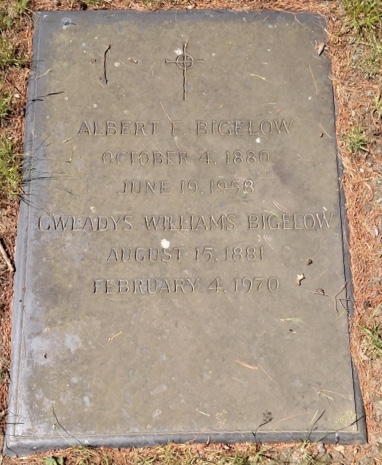 ALBERT F. BIGELOW
OCTOBER 4, 1880
JUNE 19, 1958
GWLADYS WILLIAMS BIGELOW
AUGUST 15, 1881
FEBRUARY 4, 1970